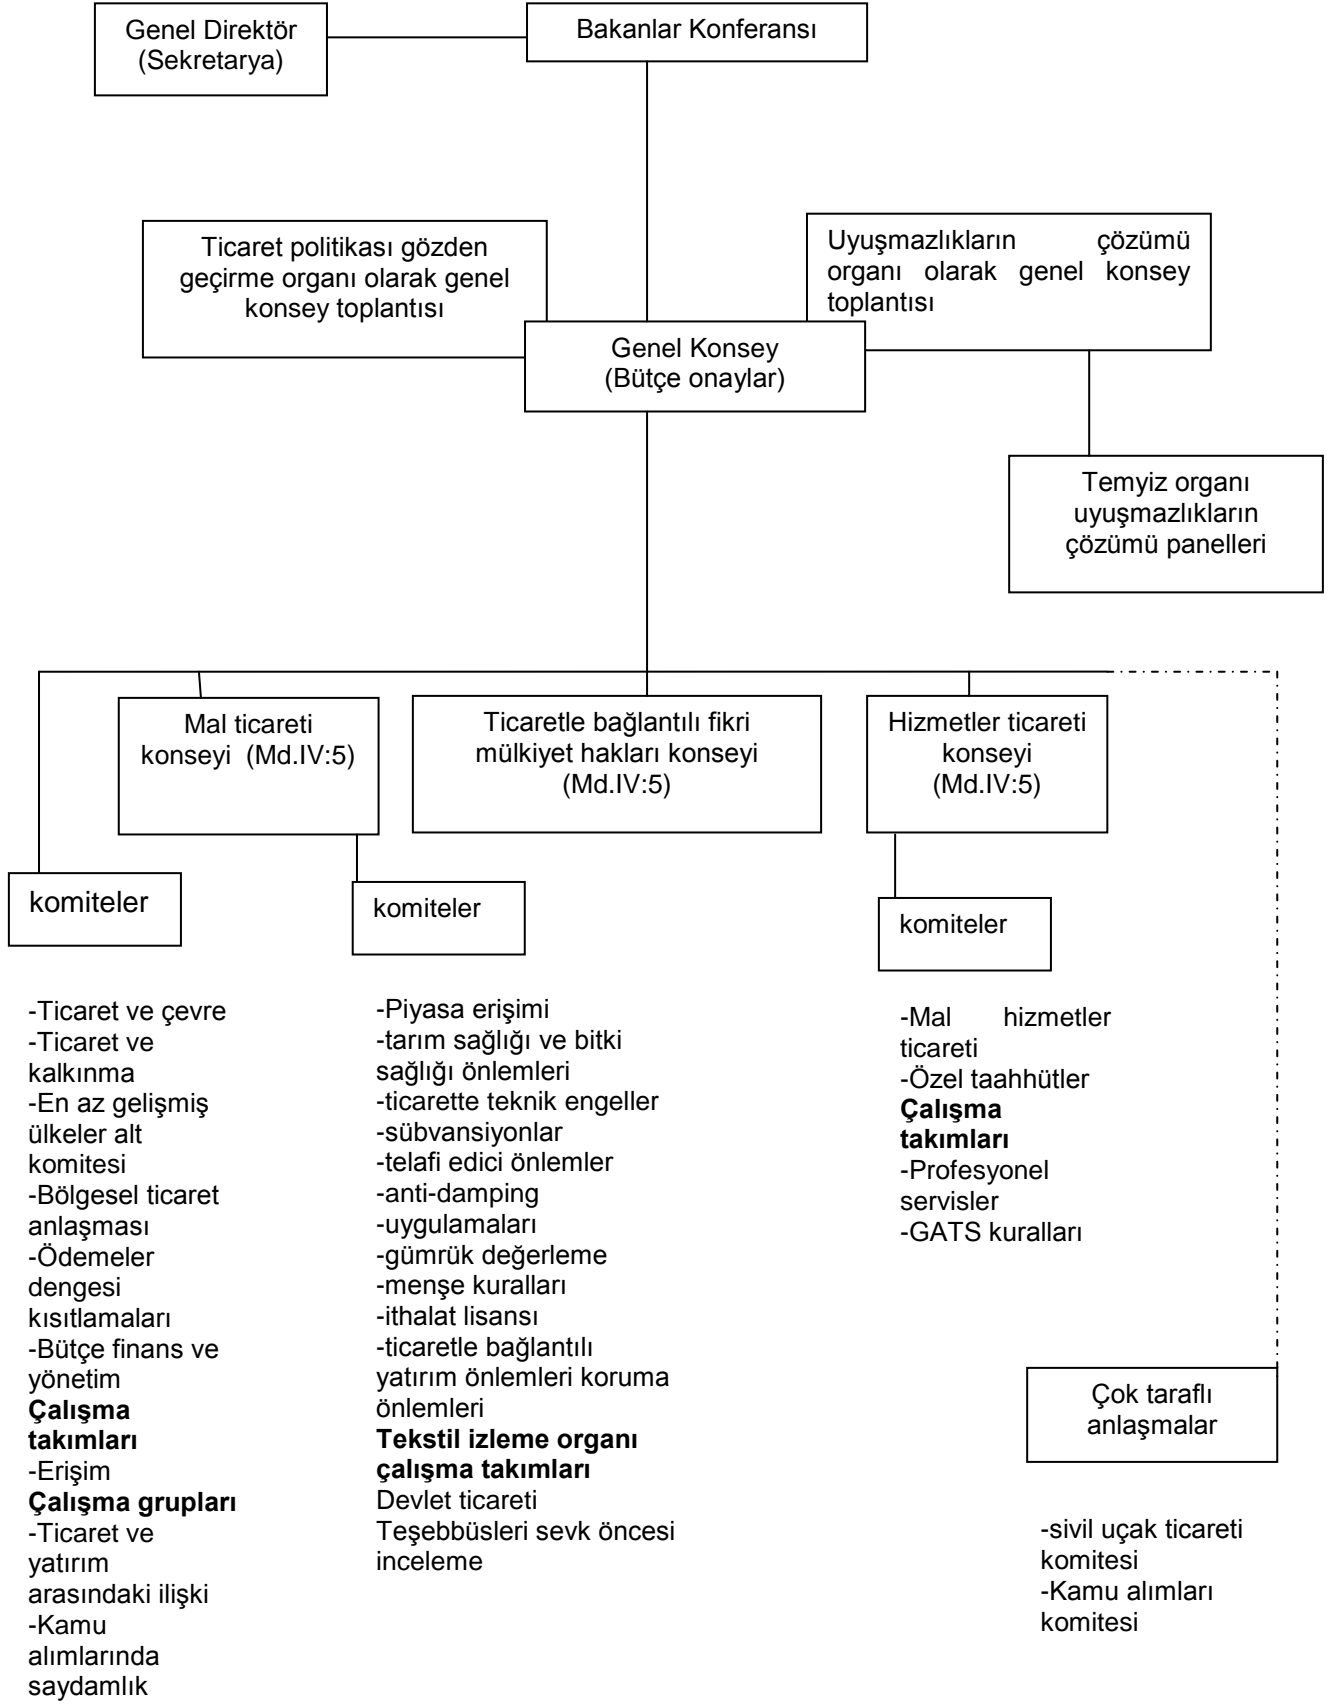 Genel Direktör
(Sekretarya)
Bakanlar Konferansı
Ticaret politikası gözden
geçirme organı olarak genel
konsey toplantısı
Uyuşmazlıkların çözümü
organı olarak genel konsey
toplantısı
Genel Konsey
(Bütçe onaylar)
Temyiz organı
uyuşmazlıkların
çözümü panelleri
Mal ticareti
konseyi (Md.IV:5)
Ticaretle bağlantılı fikri
mülkiyet hakları konseyi
(Md.IV:5)
Hizmetler ticareti
konseyi
(Md.IV:5)
komiteler
-Ticaret ve çevre
-Ticaret ve
kalkınma
-En az gelişmiş
ülkeler alt
komitesi
-Bölgesel ticaret
anlaşması
-Ödemeler
dengesi
kısıtlamaları
-Bütçe finans ve
yönetim
Çalışma
takımları
-Erişim
Çalışma grupları
-Ticaret ve
yatırım
arasındaki ilişki
-Kamu
alımlarında
saydamlık
komiteler
-Piyasa erişimi
-tarım sağlığı ve bitki
sağlığı önlemleri
-ticarette teknik engeller
-sübvansiyonlar
-telafi edici önlemler
-anti-damping
-uygulamaları
-gümrük değerleme
-menşe kuralları
-ithalat lisansı
-ticaretle bağlantılı
yatırım önlemleri koruma
önlemleri
Tekstil izleme organı
çalışma takımları
Devlet ticareti
Teşebbüsleri sevk öncesi
inceleme
komiteler
-Mal hizmetler
ticareti
-Özel taahhütler
Çalışma
takımları
-Profesyonel
servisler
-GATS kuralları
Çok taraflı
anlaşmalar
-sivil uçak ticareti
komitesi
-Kamu alımları
komitesi